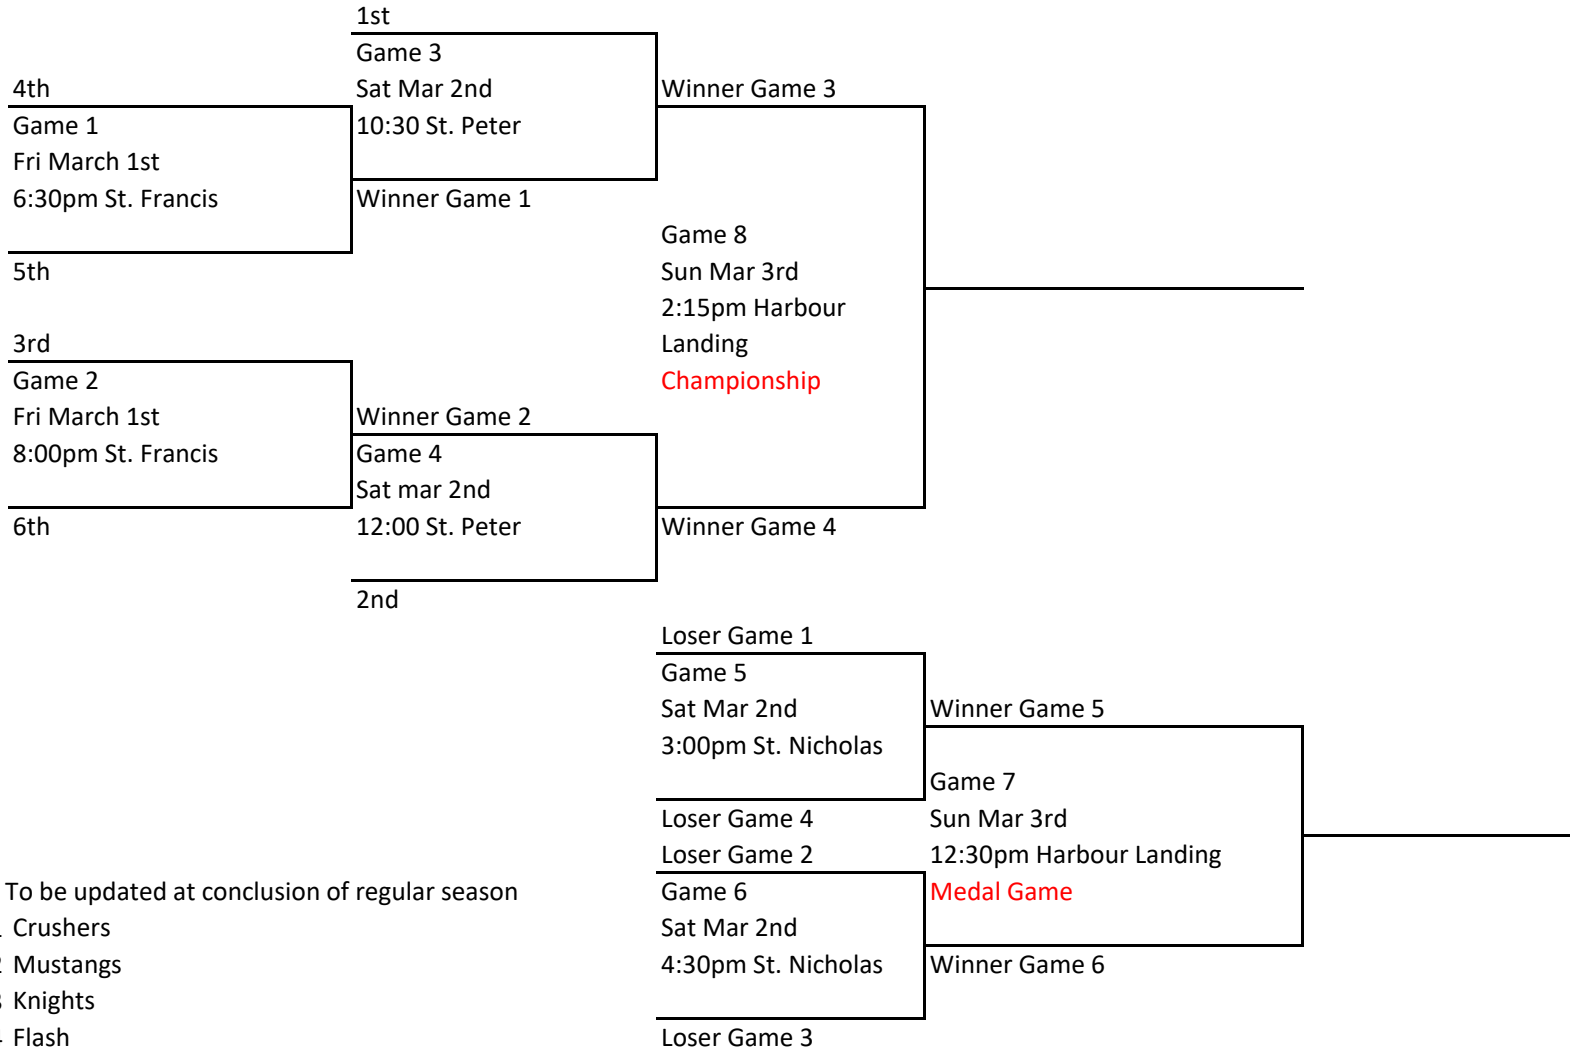 1st
Game 3
Sat Mar 2nd
10:30 St. Peter
Winner Game 1
4th
Game 1
Fri March 1st
6:30pm St. Francis
5th
3rd
Game 2
Fri March 1st
8:00pm St. Francis
6th
Winner Game 2
Game 4
Sat mar 2nd
12:00 St. Peter
2nd
Winner Game 3
Game 8
Sun Mar 3rd
2:15pm Harbour
Landing
Championship
Winner Game 4
Loser Game 1
Game 5
Sat Mar 2nd
3:00pm St. Nicholas
Loser Game 4
Loser Game 2
Game 6
Sat Mar 2nd
4:30pm St. Nicholas
Loser Game 3
Winner Game 5
Game 7
Sun Mar 3rd
12:30pm Harbour Landing
Medal Game
Winner Game 6
To be updated at conclusion of regular season
Crushers
2 Mustangs
3 Knights
Flash